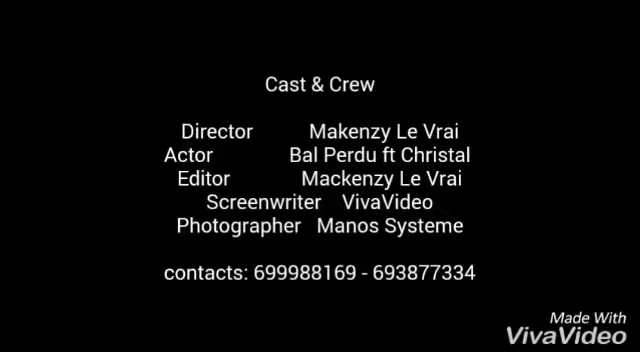 Cast & Crew
Director Makenzy Le Vrai
Actor Bal Perdu ft Christal
Editor Mackenzy Le Vrai
Screenwriter VivaVideo
Photographer Manos Systeme
contacts: 699988169 - 693877334
Made With
VivaVideo